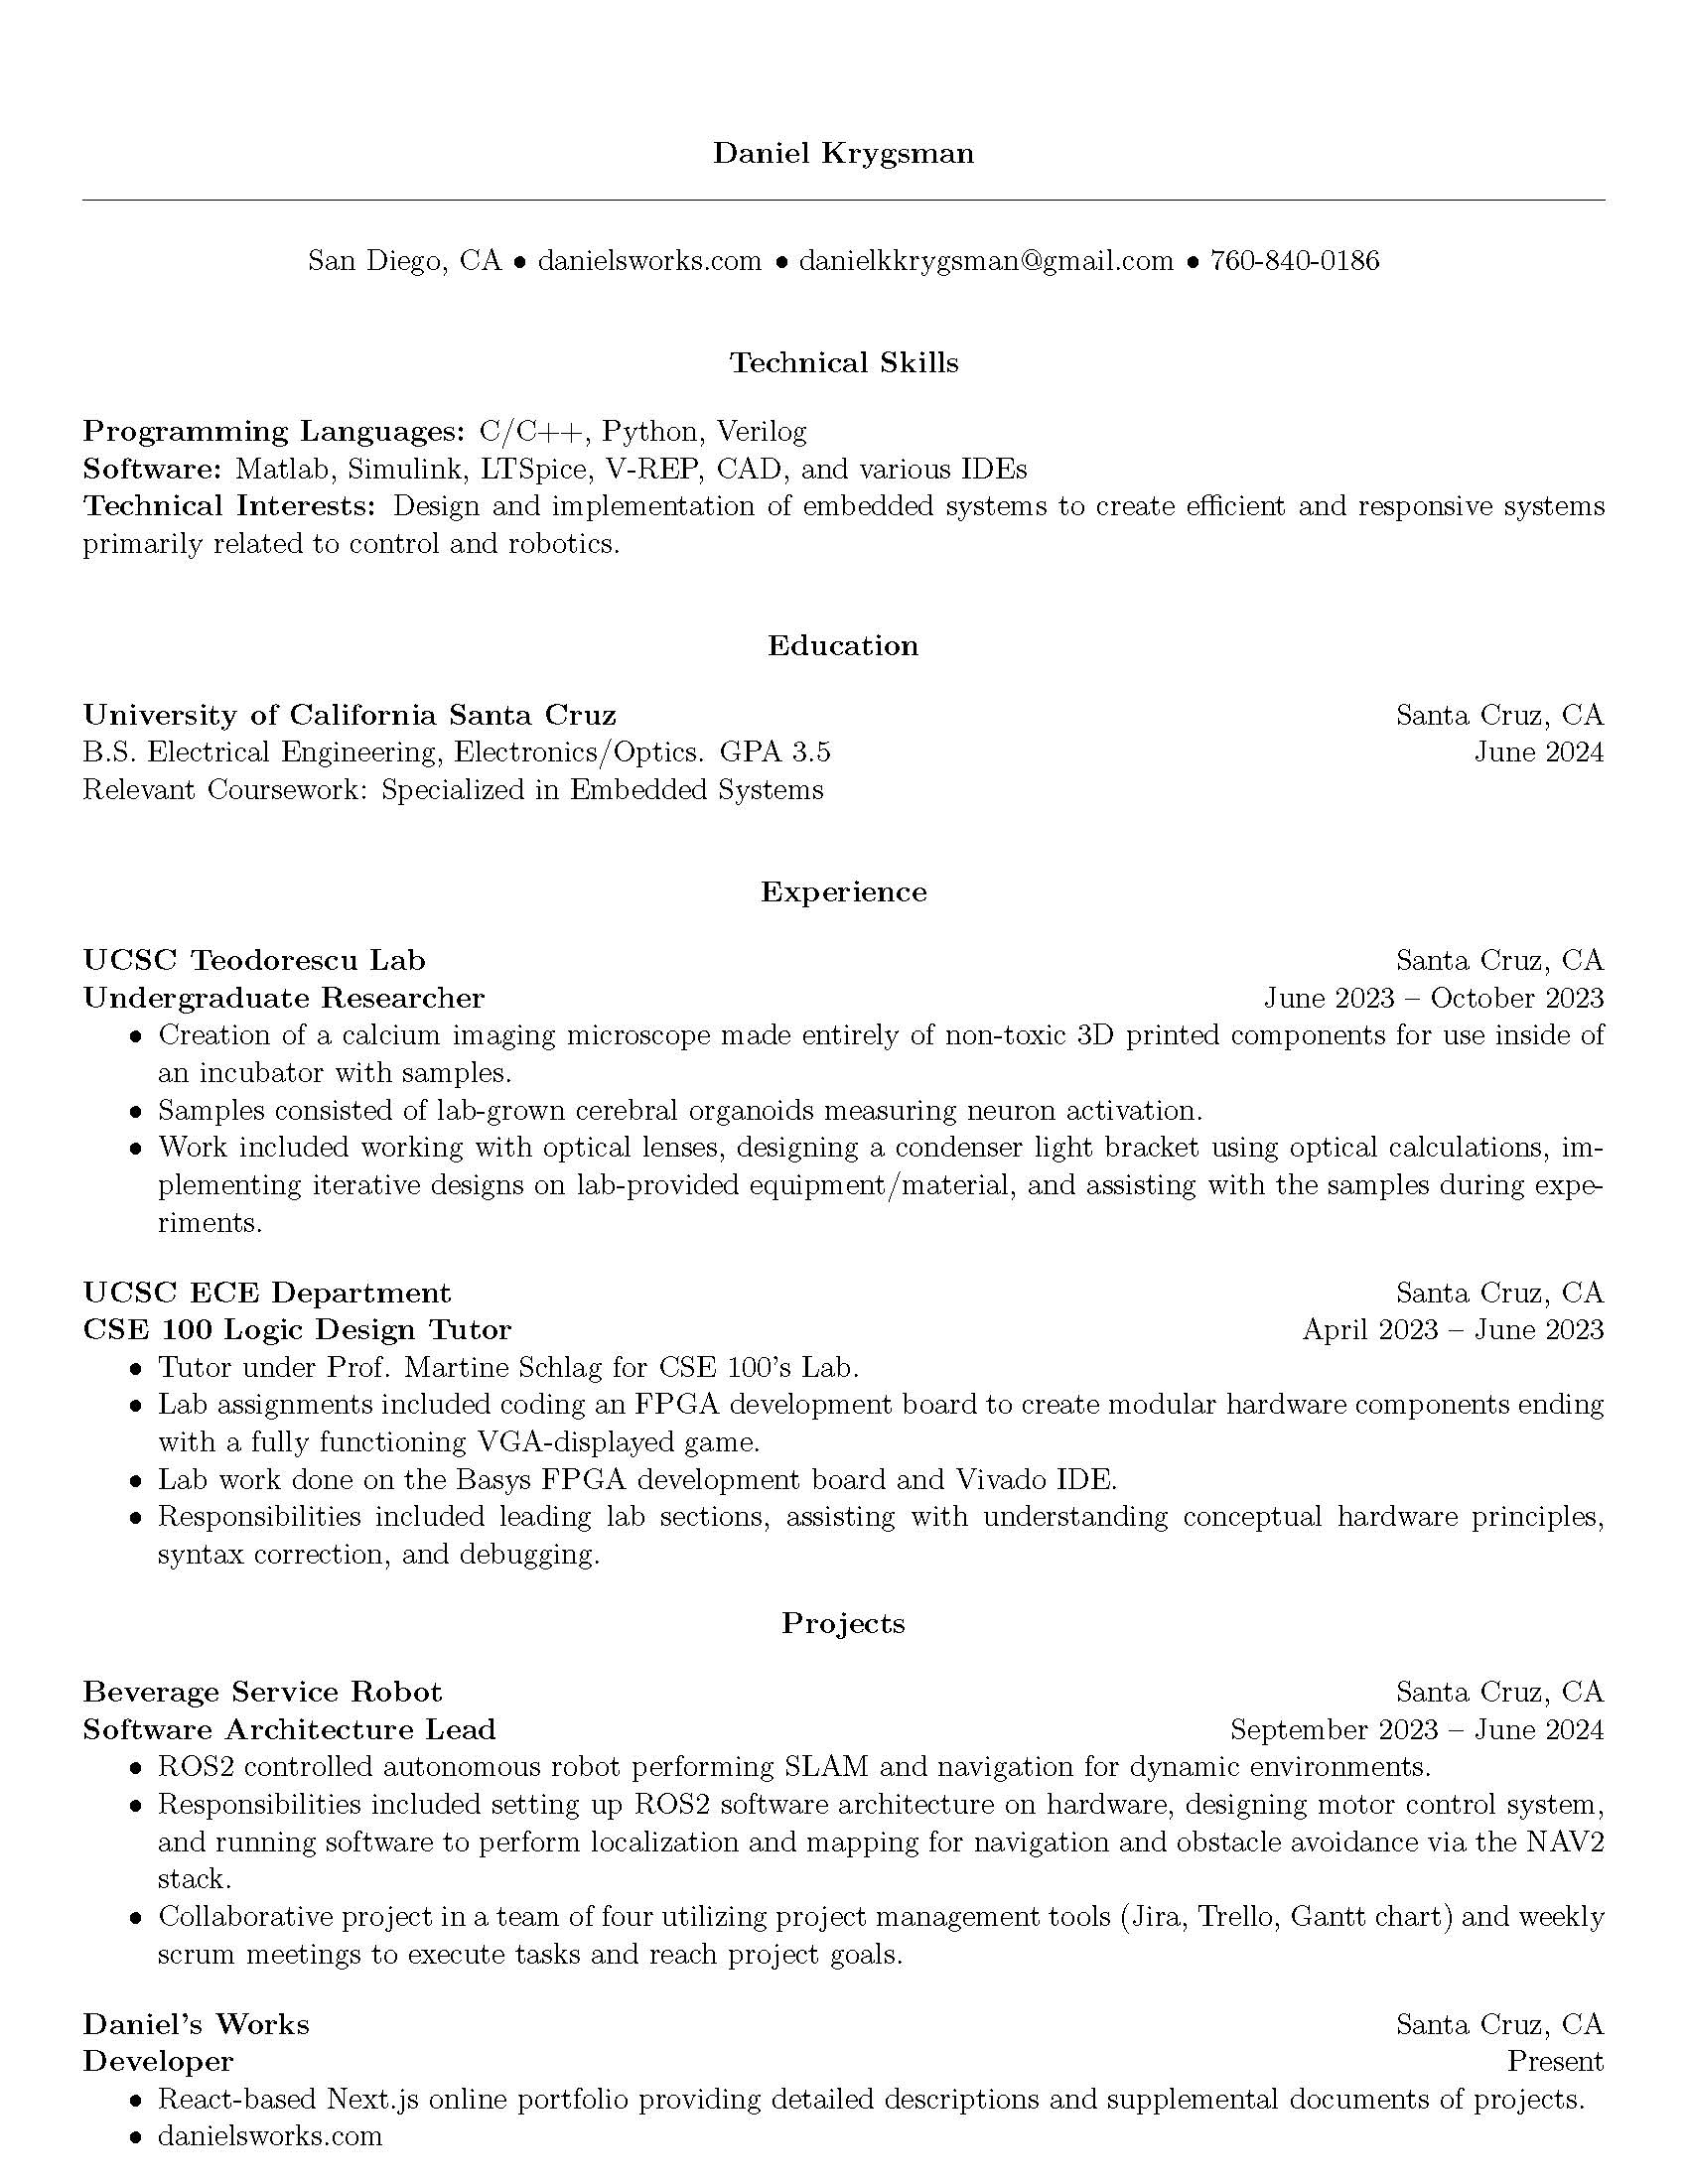 Daniel Krygsman
San Diego, CA • danielsworks.com • danielkkrygsman@gmail.com • 760-840-0186
Technical Skills
Programming Languages: C/C++, Python, Verilog
Software: Matlab, Simulink, LTSpice, V-REP, CAD, and various IDEs
Technical Interests: Design and implementation of embedded systems to create efficient and responsive systems
primarily related to control and robotics.
Education
University of California Santa Cruz Santa Cruz, CA
B.S. Electrical Engineering, Electronics/Optics. GPA 3.5 June 2024
Relevant Coursework: Specialized in Embedded Systems
Experience
UCSC Teodorescu Lab Santa Cruz, CA
Undergraduate Researcher June 2023 – October 2023
• Creation of a calcium imaging microscope made entirely of non-toxic 3D printed components for use inside of
an incubator with samples.
• Samples consisted of lab-grown cerebral organoids measuring neuron activation.
• Work included working with optical lenses, designing a condenser light bracket using optical calculations, im-
plementing iterative designs on lab-provided equipment/material, and assisting with the samples during expe-
riments.
UCSC ECE Department Santa Cruz, CA
CSE 100 Logic Design Tutor April 2023 – June 2023
• Tutor under Prof. Martine Schlag for CSE 100's Lab.
• Lab assignments included coding an FPGA development board to create modular hardware components ending
with a fully functioning VGA-displayed game.
• Lab work done on the Basys FPGA development board and Vivado IDE.
• Responsibilities included leading lab sections, assisting with understanding conceptual hardware principles,
syntax correction, and debugging.
Projects
Beverage Service Robot Santa Cruz, CA
Software Architecture Lead September 2023 – June 2024
• ROS2 controlled autonomous robot performing SLAM and navigation for dynamic environments.
• Responsibilities included setting up ROS2 software architecture on hardware, designing motor control system,
and running software to perform localization and mapping for navigation and obstacle avoidance via the NAV2
stack.
• Collaborative project in a team of four utilizing project management tools (Jira, Trello, Gantt chart) and weekly
scrum meetings to execute tasks and reach project goals.
Daniel's Works Santa Cruz, CA
Developer Present
• React-based Next.js online portfolio providing detailed descriptions and supplemental documents of projects.
• danielsworks.com